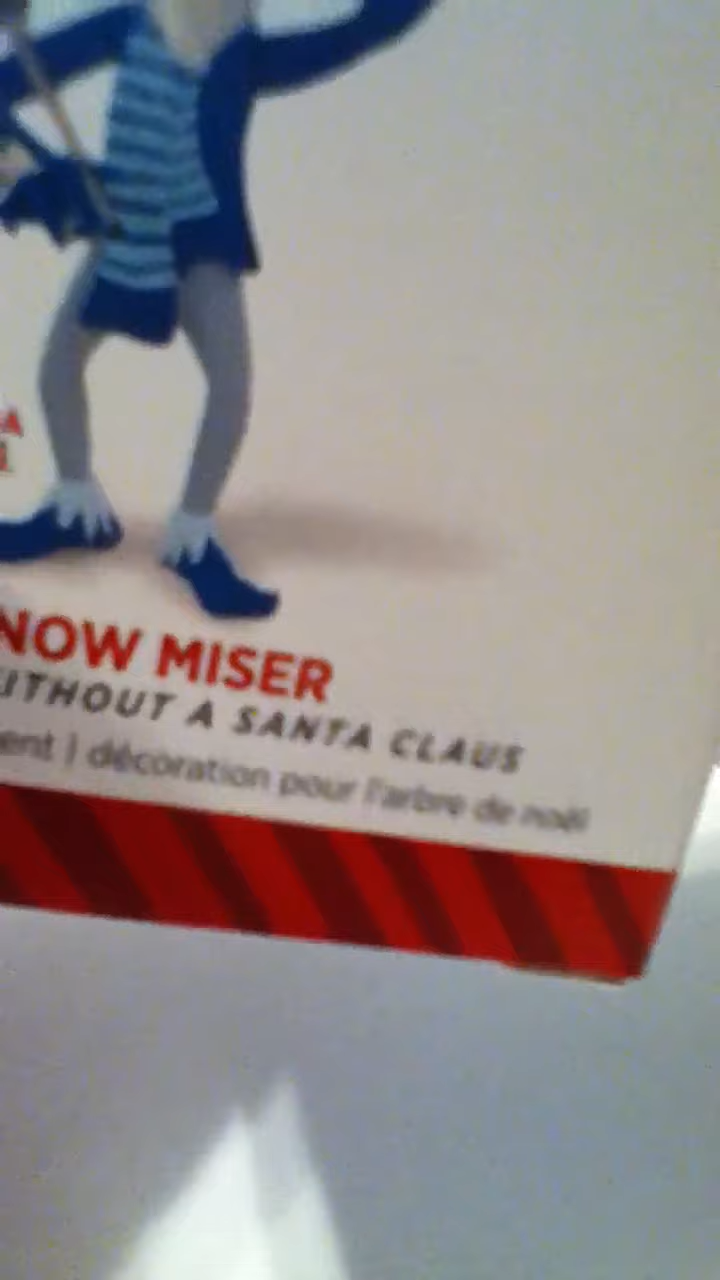 A
NOW MISER
ITHOUT A SANTA CLAUS
ent | décoration pour l'arbre de noël